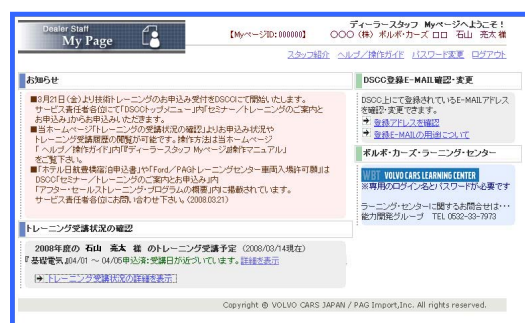 Dealer Staff
My Page
【MyページID:000000】
ディーラースタッフ Myページへようこそ!
〇〇〇(株) ボルボ・カーズ ロロ 石山 亮太 様
スタッフ紹介 ヘルプ/操作ガイド パスワード変更 ログアウト
お知らせ
■3月21日(金)より技術トレーニングのお申込み受付をDSCCにて開始いたします。
サービス責任者各位にて「DSCCトップメニュー」内「セミナー/トレーニングのご案内と
お申込み」からお申込みいただきます。
■当ホームページ「トレーニングの受講状況の確認」よりお申込み状況や
トレーニング受講履歴の閲覧が可能です。操作方法は当ホームページ
「ヘルプ/操作ガイド」内『ディーラースタッフ Myページ 操作マニュアル』
をご覧下さい。
■「ホテル日航豊橋宿泊申込書」や「Ford/PAGトレーニングセンター車両入場許可願」は
DSCC「セミナー/トレーニングのご案内とお申込み」内
「アフター・セールストレーニング・プログラムの概要」内に掲載されています。
サービス責任者各位にお問い合わせ下さい。(2008.03.21)
トレーニング受講状況の確認
2008年度の 石山 亮太 様 のトレーニング受講予定 (2008/03/14現在)
『基礎電気』04/01 ～ 04/05申込済:受講日が近づいています。詳細を表示
トレーニング受講状況の詳細を表示
DSCC登録E-MAIL確認・変更
DSCC上にて登録されているE-MAILアドレス
を確認・変更できます。
登録アドレスを確認
登録E-MAILの用途について
ボルボ・カーズ・ラーニング・センター
WBT VOLVO CARS LEARNING CENTER
※専用のログイン名とパスワードが必要です
ラーニング・センターに関するお問合せは・・・
能力開発グループ TEL 0532-33-7973
Copyright @ VOLVO CARS JAPAN / PAG Import,Inc. All rights reserved.